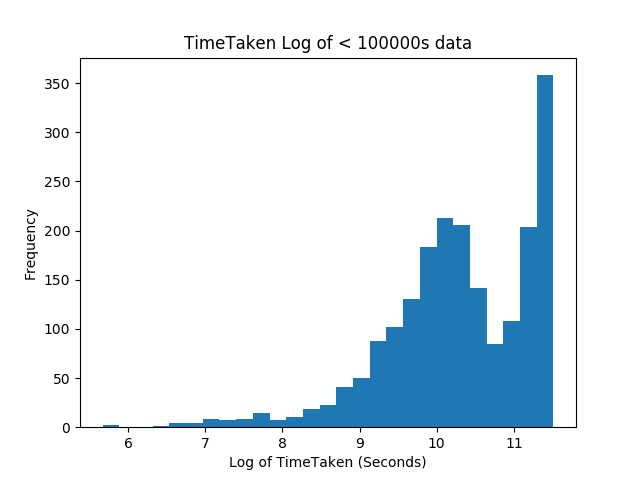 TimeTaken Log of < 100000s data
350
300
250
200
150
100
50
0
Frequency
6 7 8 9 10 11
Log of TimeTaken (Seconds)